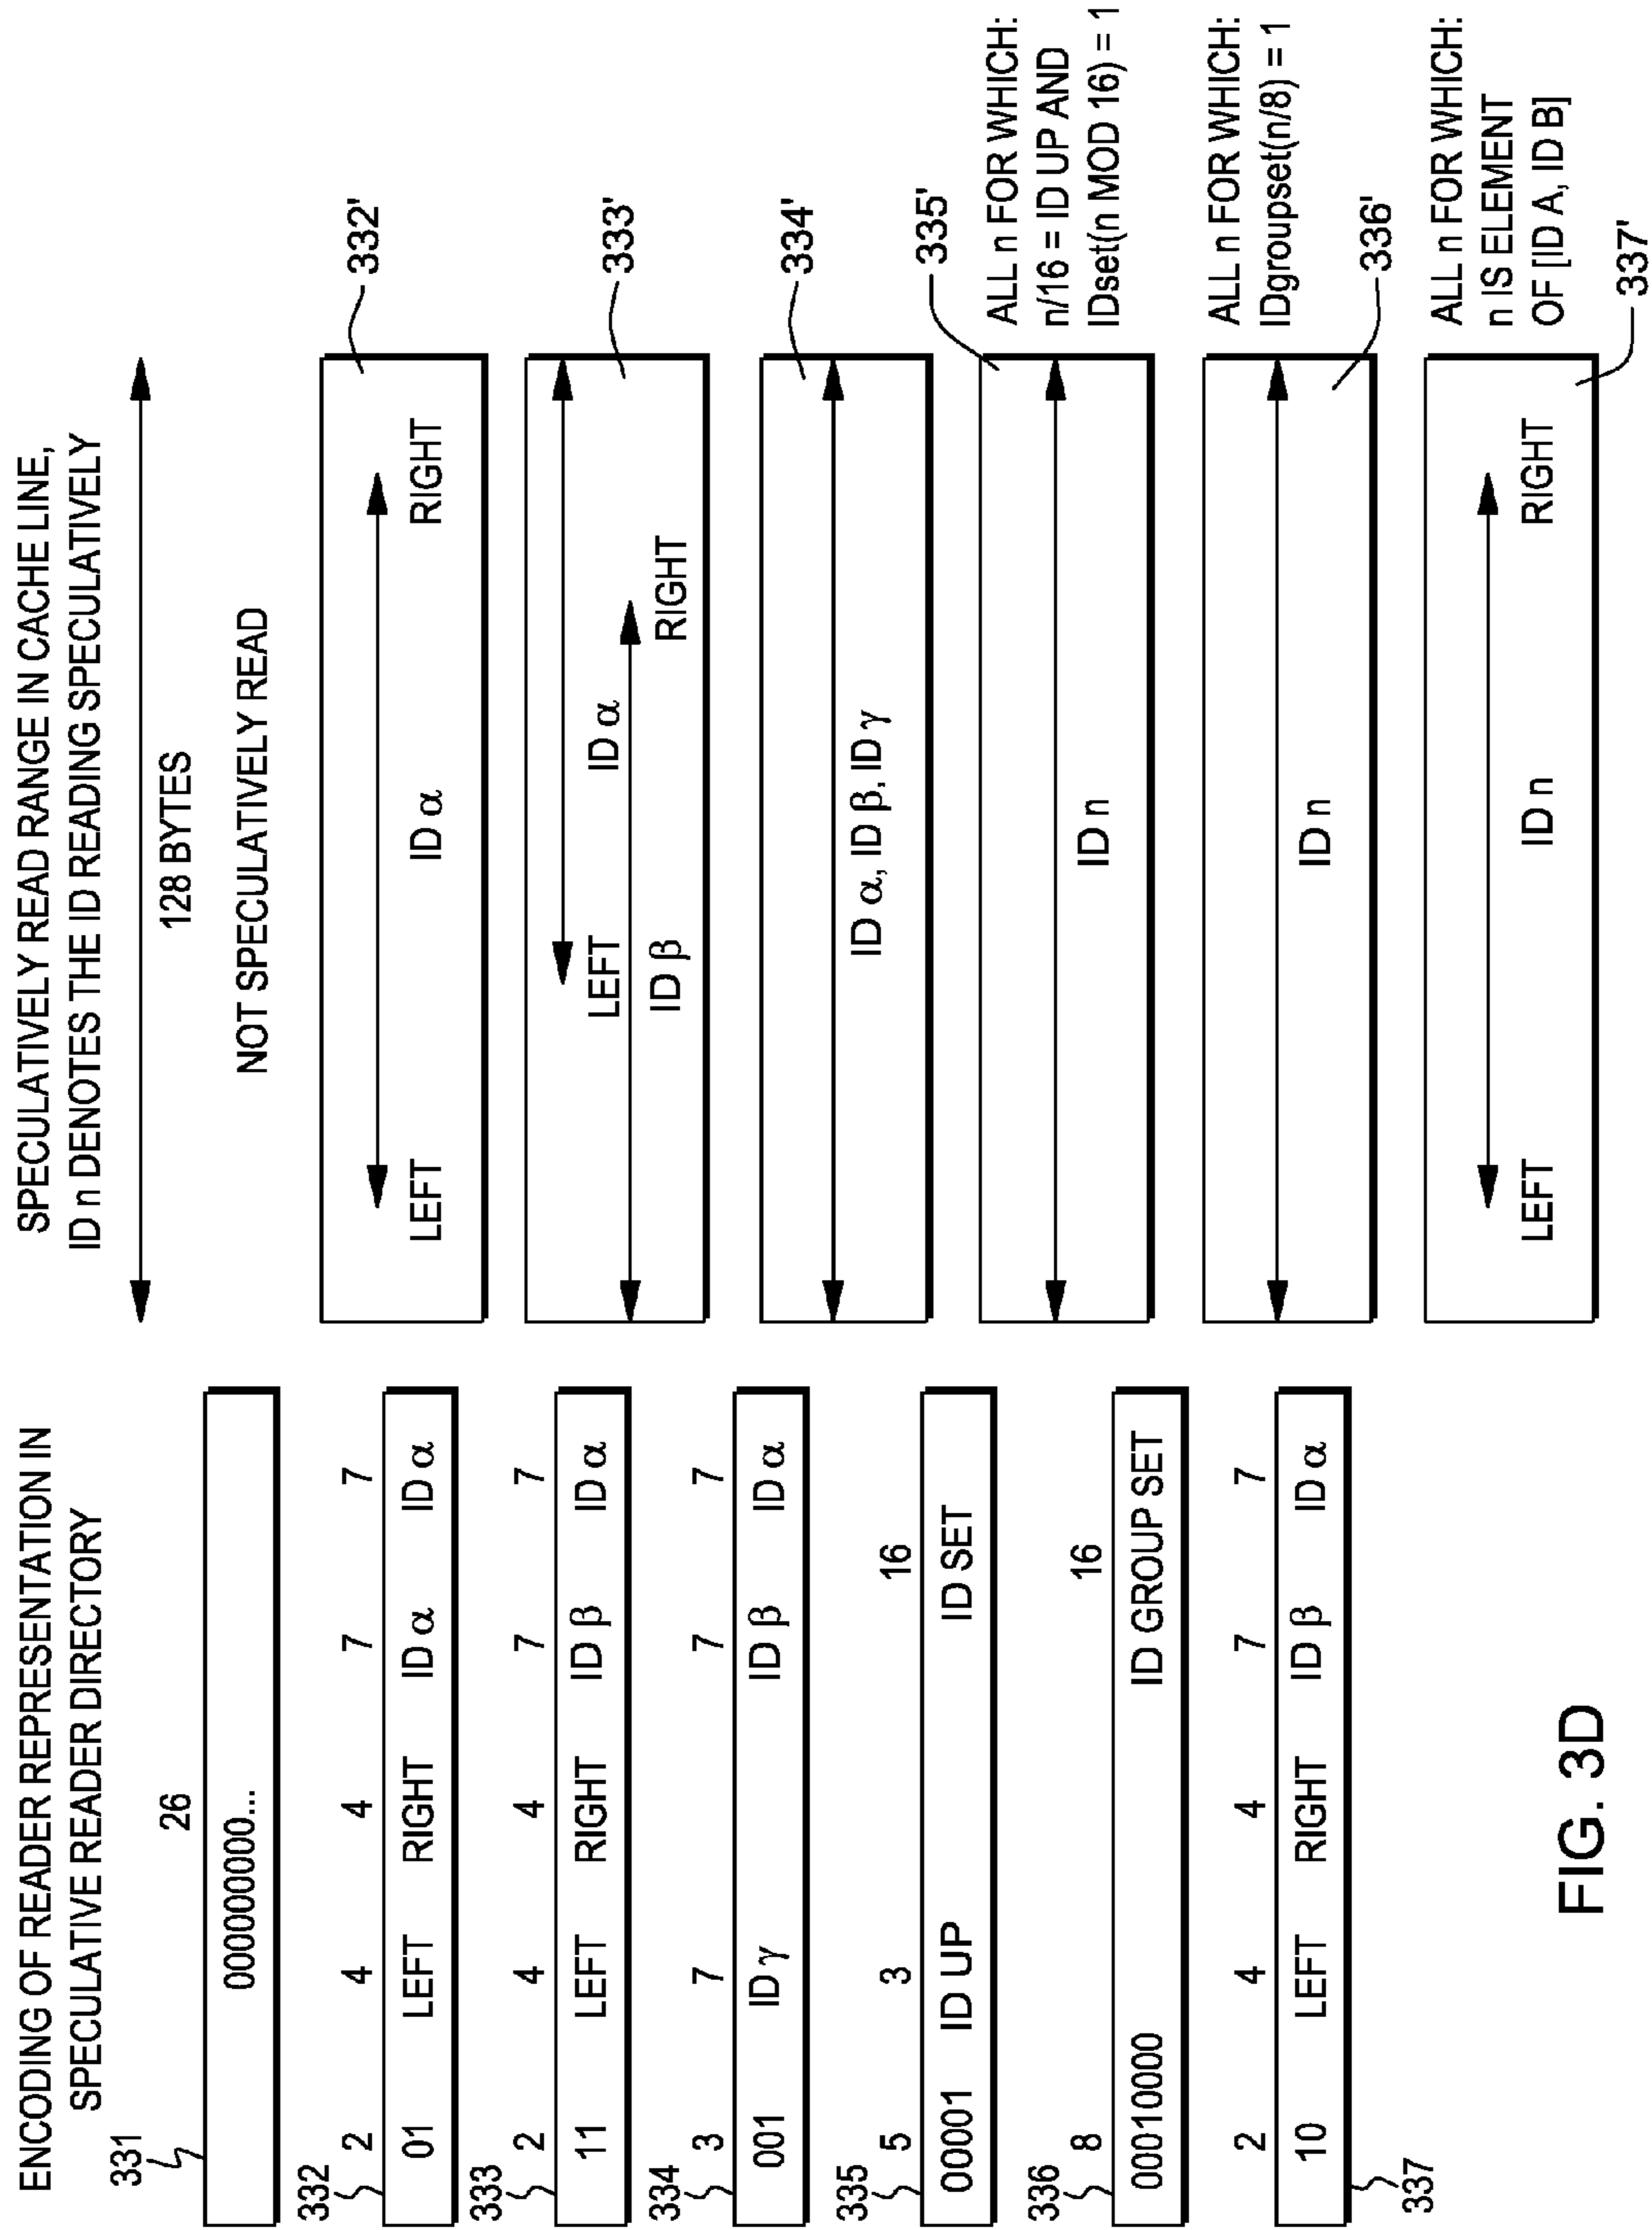 ENCODING OF READER REPRESENTATION IN
SPECULATIVE READER DIRECTORY
331
26
000000000...
332
2 4 4 7 7
01 LEFT RIGHT ID α ID α
333
2 4 4 7 7
11 LEFT RIGHT ID β ID α
334
3 7 7 7
001 ID γ ID β ID α
335
5 3 16
00001 ID UP ID SET
336
8 16
00010000 ID GROUP SET
2 4 4 7 7
10 LEFT RIGHT ID β ID α
337
SPECULATIVELY READ RANGE IN CACHE LINE,
ID n DENOTES THE ID READING SPECULATIVELY
128 BYTES
NOT SPECULATIVELY READ
332'
LEFT ID α RIGHT
333'
LEFT ID α
ID β RIGHT
334'
ID α, ID β, ID γ
335'
ID n
ALL n FOR WHICH:
n/16 = ID UP AND
IDset(n MOD 16) = 1
ID n
ALL n FOR WHICH:
IDgroupset(n/8) = 1
336'
LEFT ID n RIGHT
ALL n FOR WHICH:
n IS ELEMENT
OF [ID A, ID B]
337'
FIG. 3D